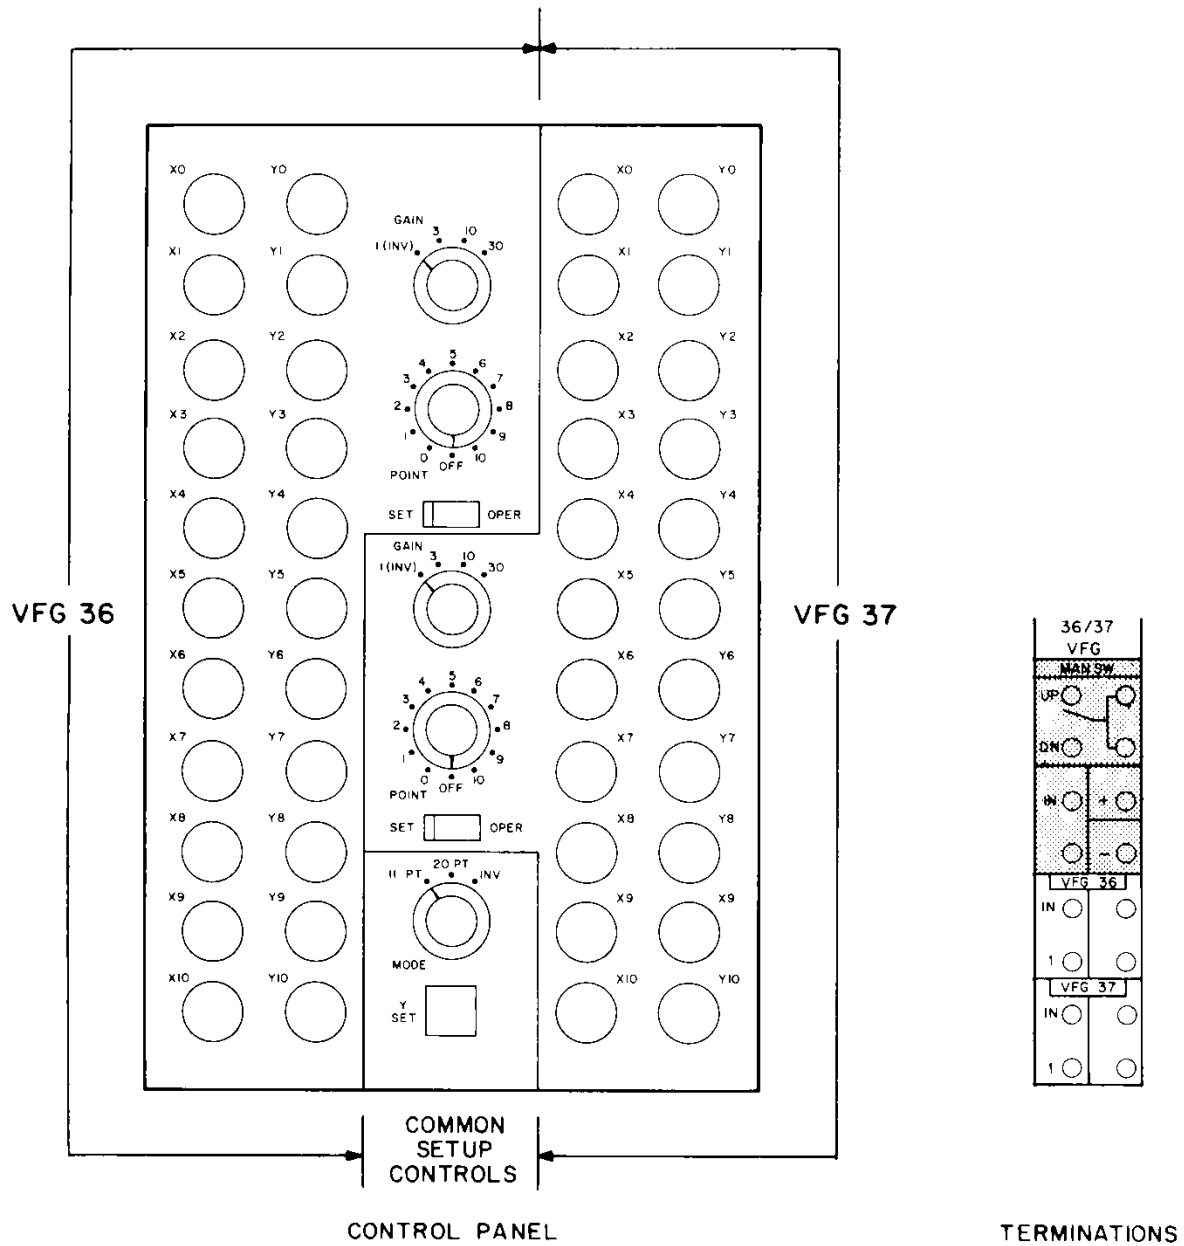 X0 Y0 X0 Y0
GAIN
1 (INV) 3 10 30
X1 Y1 X1 Y1
X2 Y2 X2 Y2
0 1 2 3 4 5 6 7 8 9 10
OFF
POINT
X3 Y3 X3 Y3
X4 Y4 X4 Y4
SET OPER
GAIN
1 (INV) 3 10 30
X5 Y5 X5 Y5
VFG 36
VFG 37
X6 Y6 X6 Y6
0 1 2 3 4 5 6 7 8 9 10
OFF
POINT
X7 Y7 X7 Y7
X8 Y8 X8 Y8
SET OPER
11 PT 20 PT INV
MODE
X9 Y9 X9 X9
X10 Y10 X10 Y10
Y
SET
COMMON
SETUP
CONTROLS
CONTROL PANEL
36/37
VFG
MAN SW
UP
DN
IN +
-
VFG 36
IN
1
VFG 37
IN
1
TERMINATIONS